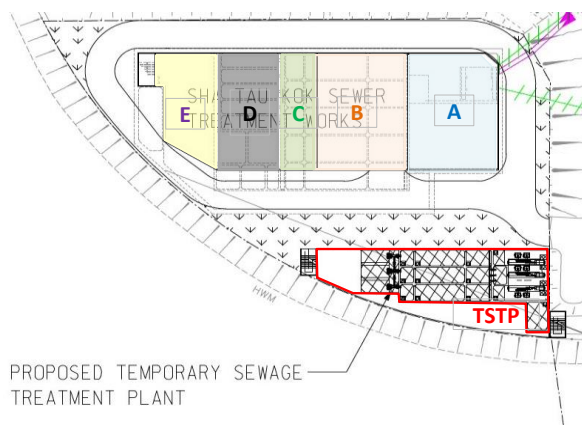 SHA TAU KOK SEWER
TREATMENT WORKS
E
D
C
B
A
HWM
TSTP
PROPOSED TEMPORARY SEWAGE
TREATMENT PLANT